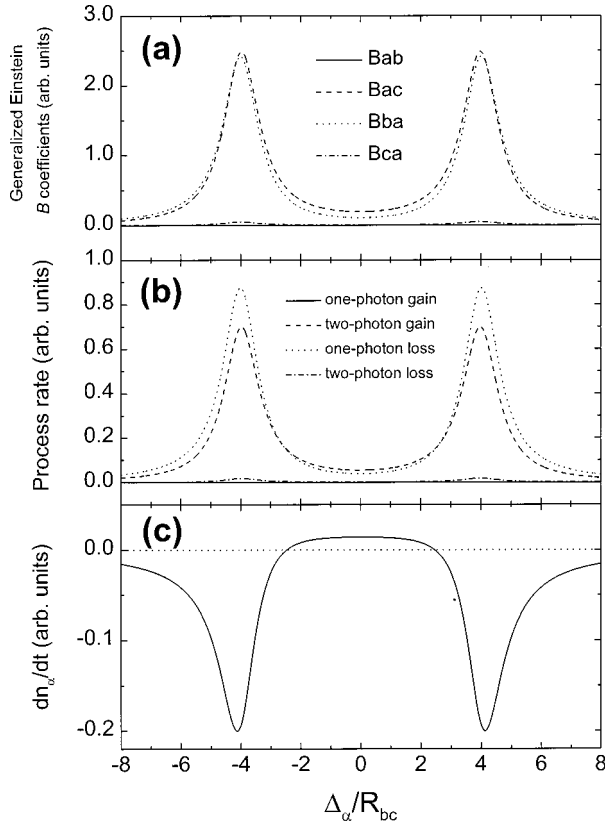 (a)
Generalized Einstein
B coefficients (arb. units)
3.0
2.0
1.0
0.0
Bab
Bac
Bba
Bca
(b)
Process rate (arb. units)
1.0
0.8
0.6
0.4
0.2
0.0
one-photon gain
two-photon gain
one-photon loss
two-photon loss
(c)
dnα/dt (arb. units)
0.0
-0.1
-0.2
-8 -6 -4 -2 0 2 4 6 8
Δα/Rbc